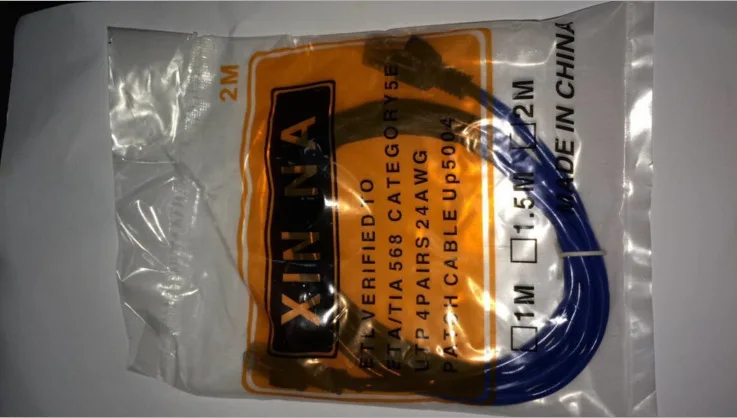 2M
XIN NA
ETL VERIFIED TO
ETA/TIA 568 CATEGORY5E
UTP 4PAIRS 24AWG
PATCH CABLE Up5004
1M 1.5M 2M
MADE IN CHINA